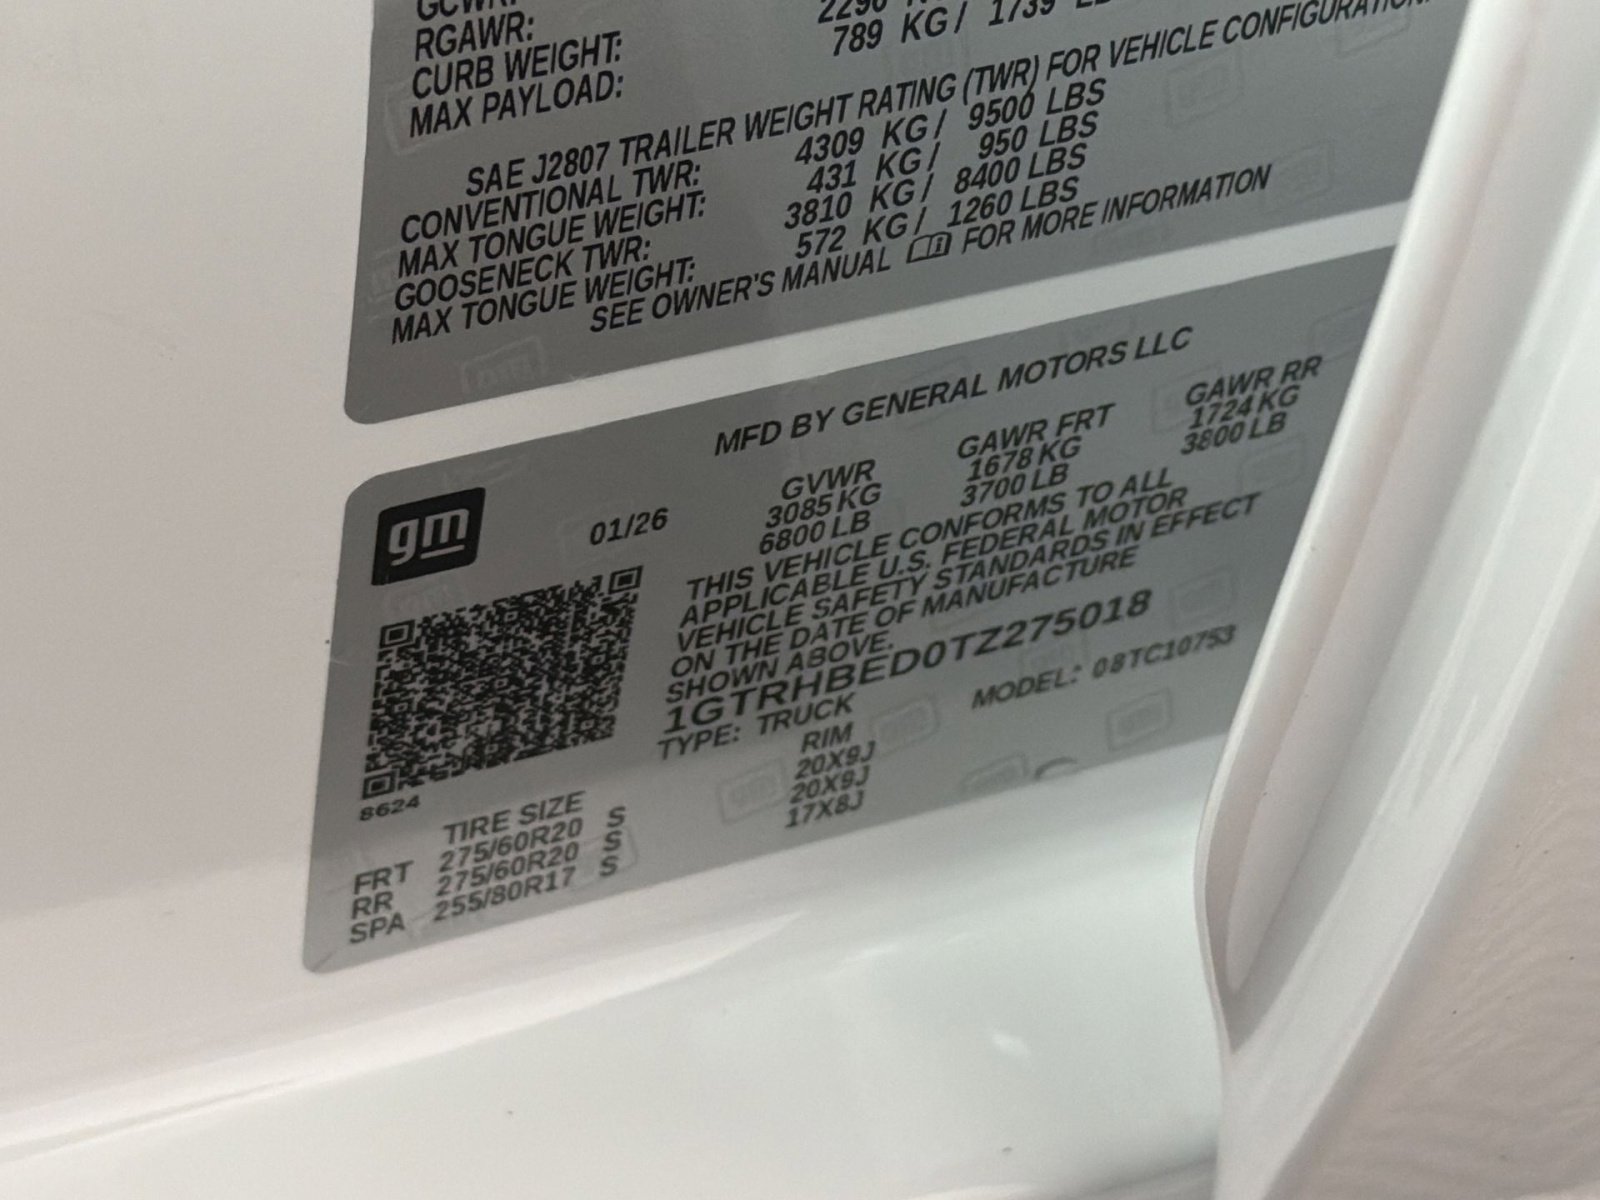 GCWR:
RGAWR:
CURB WEIGHT: 2296
MAX PAYLOAD: 789 KG / 1739
SAE J2807 TRAILER WEIGHT RATING (TWR) FOR VEHICLE CONFIGURATION
CONVENTIONAL TWR: 4309 KG / 9500 LBS
MAX TONGUE WEIGHT: 431 KG / 950 LBS
GOOSENECK TWR: 3810 KG / 8400 LBS
MAX TONGUE WEIGHT: 572 KG / 1260 LBS
SEE OWNER'S MANUAL FOR MORE INFORMATION
MFD BY GENERAL MOTORS LLC
gm
01/26
GVWR GAWR FRT GAWR RR
3085 KG 1678 KG 1724 KG
6800 LB 3700 LB 3800 LB
THIS VEHICLE CONFORMS TO ALL
APPLICABLE U.S. FEDERAL MOTOR
VEHICLE SAFETY STANDARDS IN EFFECT
ON THE DATE OF MANUFACTURE
SHOWN ABOVE.
1GTRHBED0TZ275018
TYPE: TRUCK MODEL: 08TC10753
8624
TIRE SIZE RIM
FRT 275/60R20 S 20X9J
RR 275/60R20 S 20X9J
SPA 255/80R17 S 17X8J